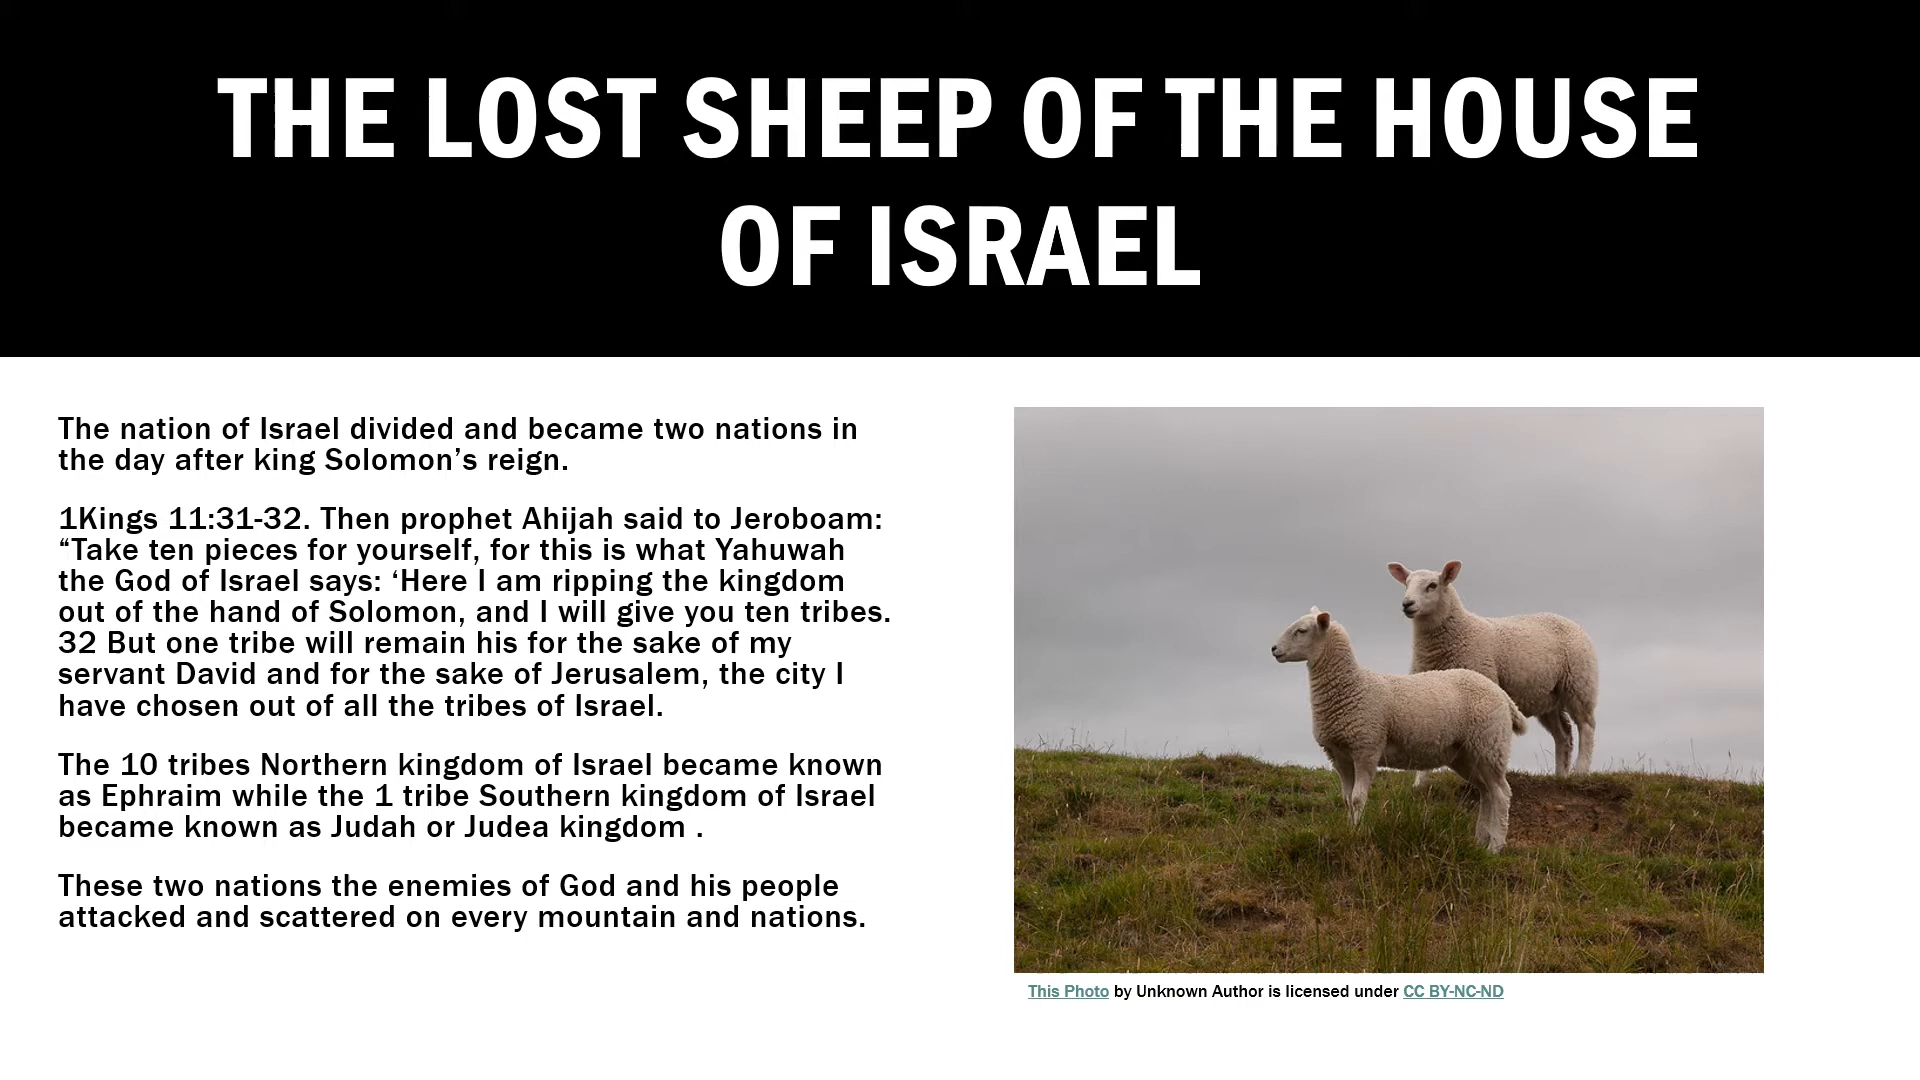 THE LOST SHEEP OF THE HOUSE
OF ISRAEL
The nation of Israel divided and became two nations in
the day after king Solomon’s reign.
1Kings 11:31-32. Then prophet Ahijah said to Jeroboam:
“Take ten pieces for yourself, for this is what Yahuwah
the God of Israel says: ‘Here I am ripping the kingdom
out of the hand of Solomon, and I will give you ten tribes.
32 But one tribe will remain his for the sake of my
servant David and for the sake of Jerusalem, the city I
have chosen out of all the tribes of Israel.
The 10 tribes Northern kingdom of Israel became known
as Ephraim while the 1 tribe Southern kingdom of Israel
became known as Judah or Judea kingdom .
These two nations the enemies of God and his people
attacked and scattered on every mountain and nations.
This Photo by Unknown Author is licensed under CC BY-NC-ND